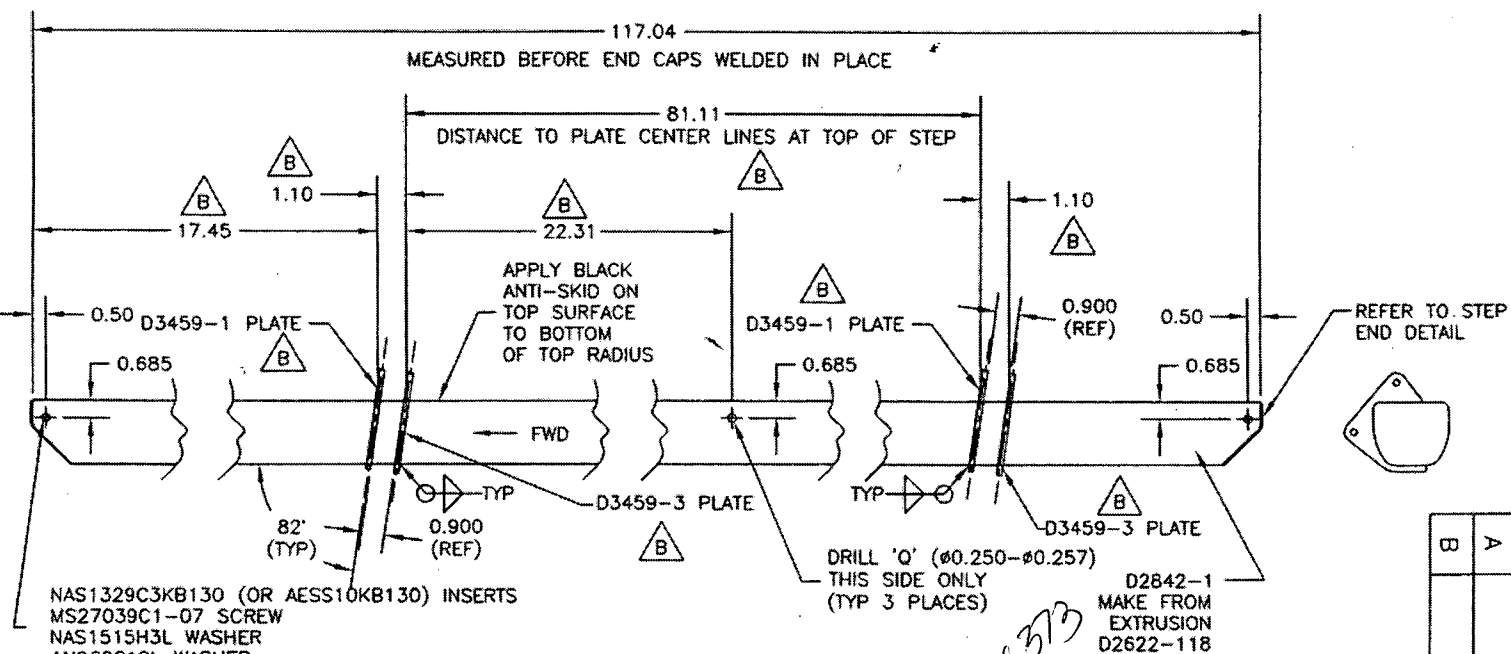 117.04
MEASURED BEFORE END CAPS WELDED IN PLACE
81.11
DISTANCE TO PLATE CENTER LINES AT TOP OF STEP
B
B
1.10
B
B
1.10
B
17.45
22.31
B
APPLY BLACK
ANTI-SKID ON
TOP SURFACE
TO BOTTOM
OF TOP RADIUS
0.50
D3459-1 PLATE
B
D3459-1 PLATE
0.900
(REF)
0.50
REFER TO STEP
END DETAIL
0.685
0.685
0.685
FWD
TYP
D3459-3 PLATE
B
TYP
B
D3459-3 PLATE
82'
(TYP)
0.900
(REF)
DRILL 'Q' (ø0.250-ø0.257)
THIS SIDE ONLY
(TYP 3 PLACES)
D2842-1
MAKE FROM
EXTRUSION
D2622-118
NAS1329C3KB130 (OR AESS10KB130) INSERTS
MS27039C1-07 SCREW
NAS1515H3L WASHER
A
B